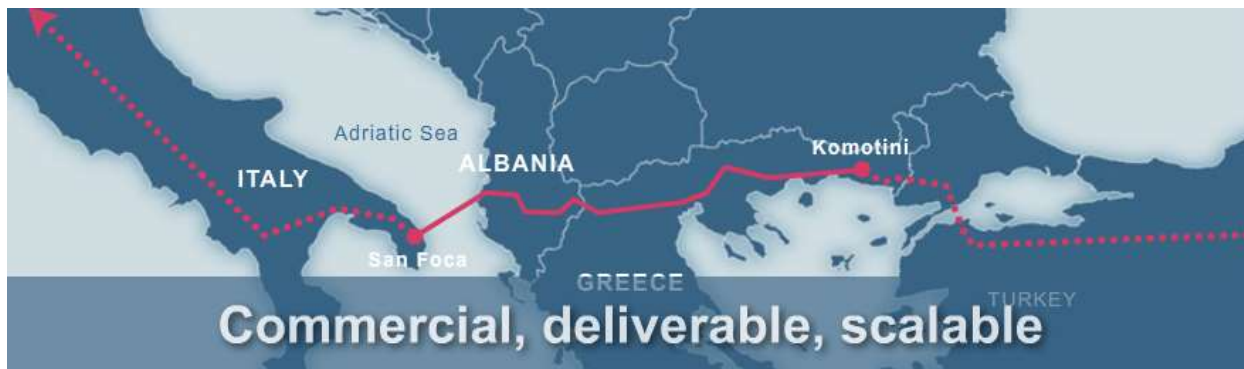 Adriatic Sea
Komotini
ALBANIA
ITALY
San Foca
GREECE
TURKEY
Commercial, deliverable, scalable